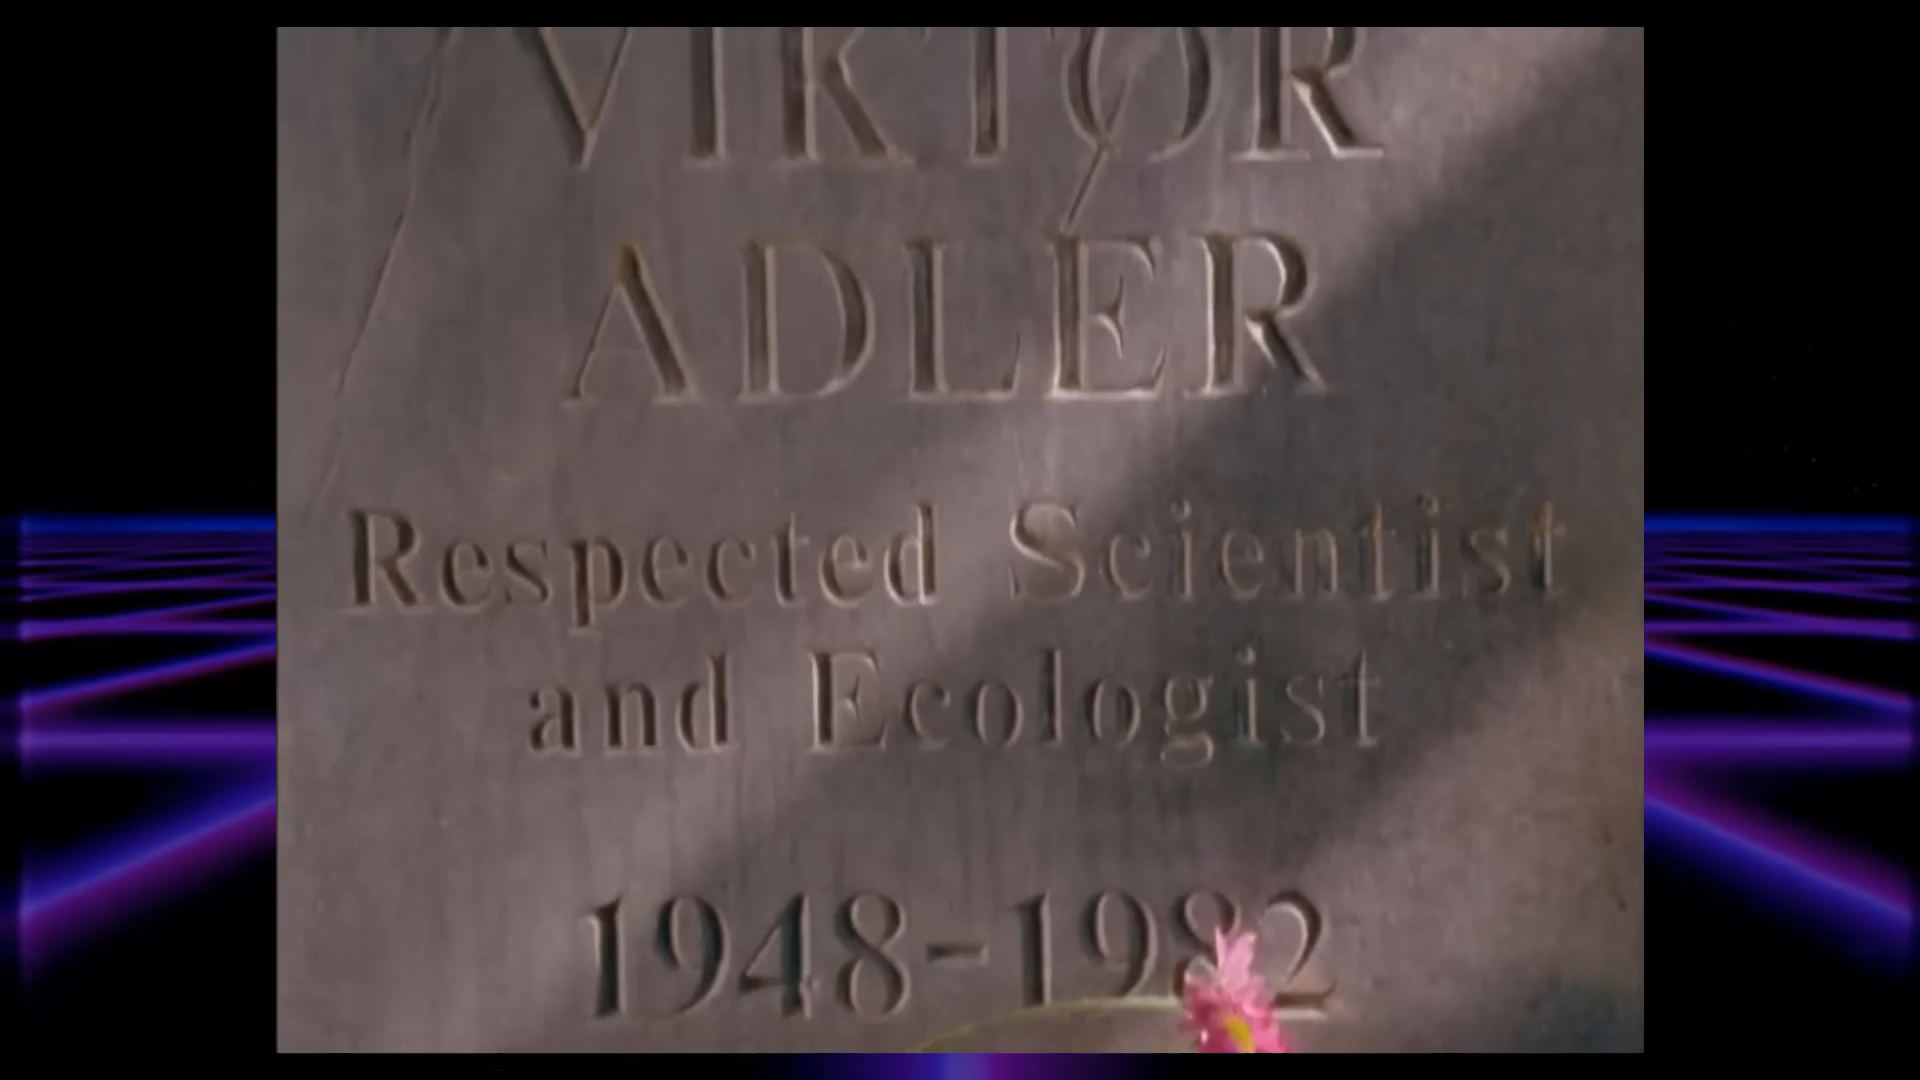 VIKTOR
ADLER
Respected Scientist
and Ecologist
1948-1982